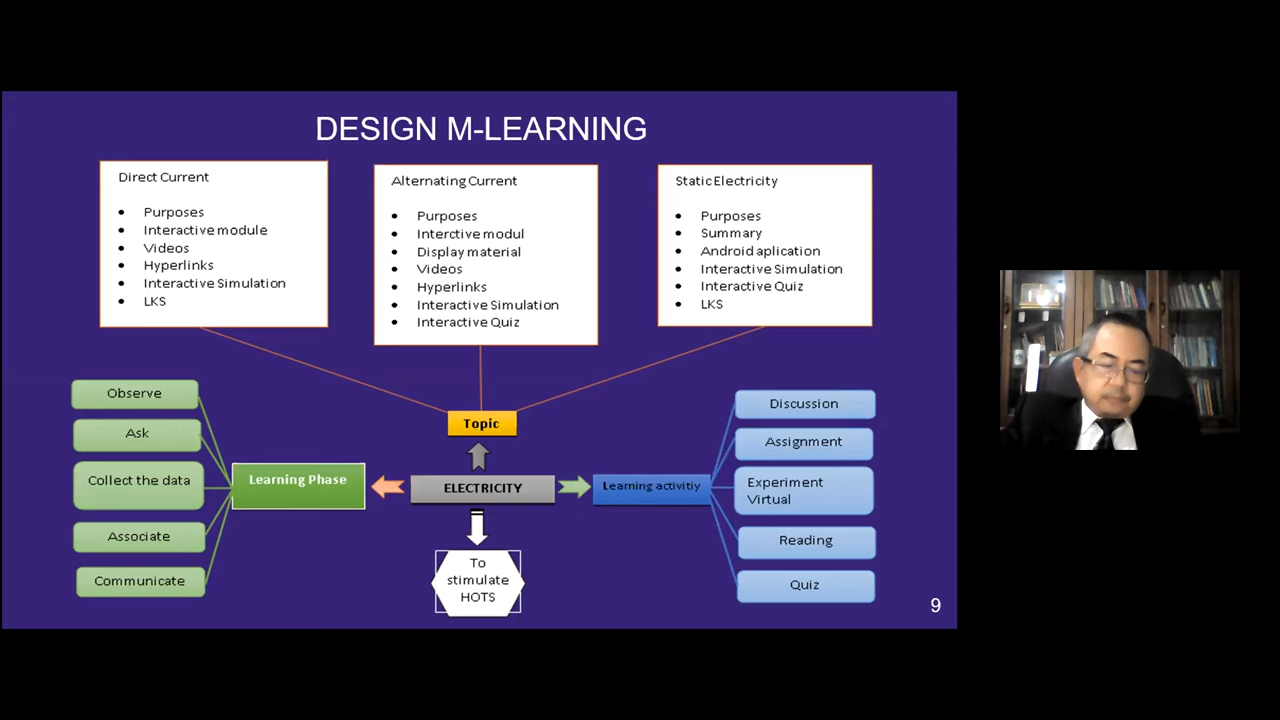 DESIGN M-LEARNING
Direct Current
• Purposes
• Interactive module
• Videos
• Hyperlinks
• Interactive Simulation
• LKS
Alternating Current
• Purposes
• Interctive modul
• Display material
• Videos
• Hyperlinks
• Interactive Simulation
• Interactive Quiz
Static Electricity
• Purposes
• Summary
• Android aplication
• Interactive Simulation
• Interactive Quiz
• LKS
Topic
Observe
Ask
Collect the data
Associate
Communicate
Learning Phase
ELECTRICITY
Learning activitiy
Discussion
Assignment
Experiment
Virtual
Reading
Quiz
To
stimulate
HOTS
9